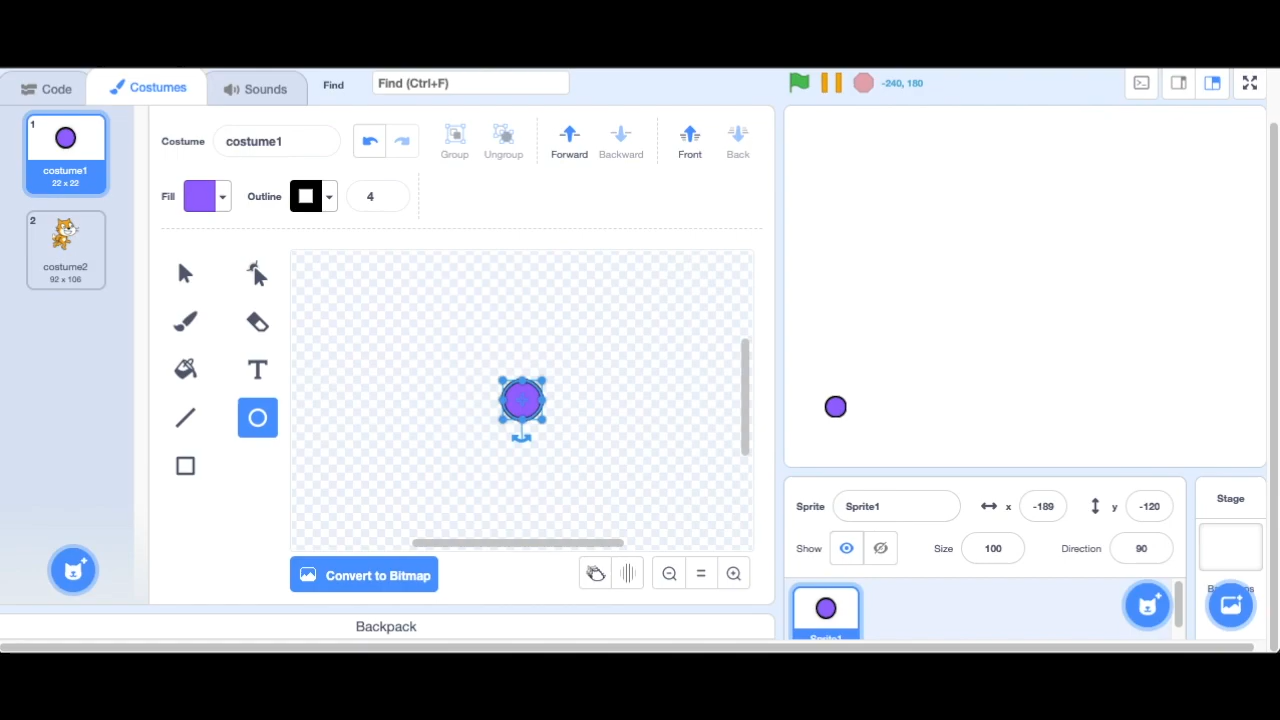 Code
Costumes
Sounds
Find
Find (Ctrl+F)
-240, 180
1
costume1
22 x 22
2
costume2
92 x 106
Costume
costume1
Group
Ungroup
Forward
Backward
Front
Back
Fill
Outline
4
Convert to Bitmap
Backpack
Sprite
Sprite1
x
-189
y
-120
Show
Size
100
Direction
90
Sprite1
Stage